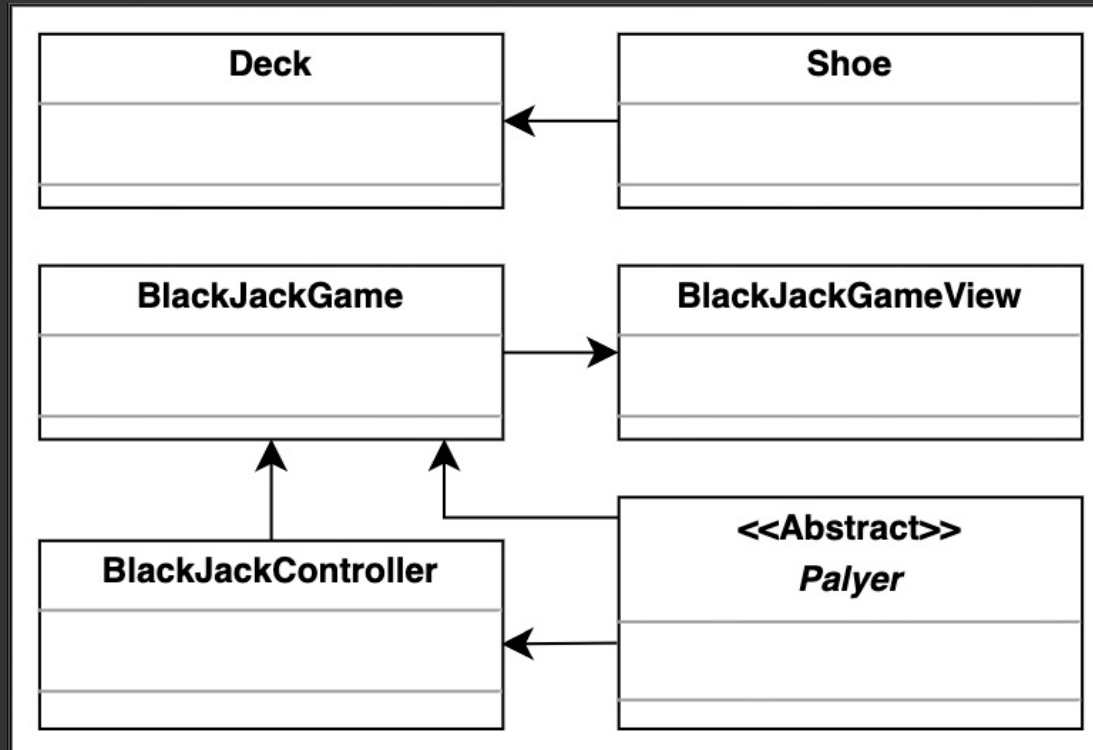 Deck
Shoe
BlackJackGame
BlackJackGameView
BlackJackController
<<Abstract>>
Palyer